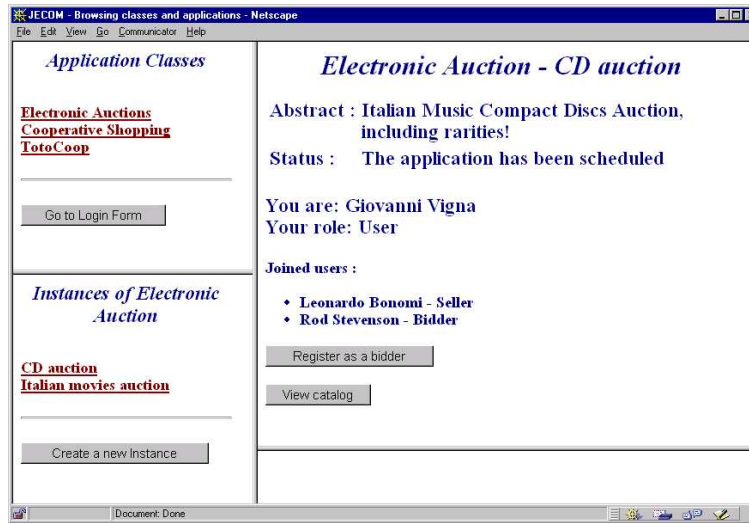 JECOM - Browsing classes and applications - Netscape
File Edit View Go Communicator Help
Application Classes
Electronic Auctions
Cooperative Shopping
TotoCoop
Go to Login Form
Instances of Electronic
Auction
CD auction
Italian movies auction
Create a new Instance
Electronic Auction - CD auction
Abstract : Italian Music Compact Discs Auction,
including rarities!
Status : The application has been scheduled
You are: Giovanni Vigna
Your role: User
Joined users :
• Leonardo Bonomi - Seller
• Rod Stevenson - Bidder
Register as a bidder
View catalog
Document: Done